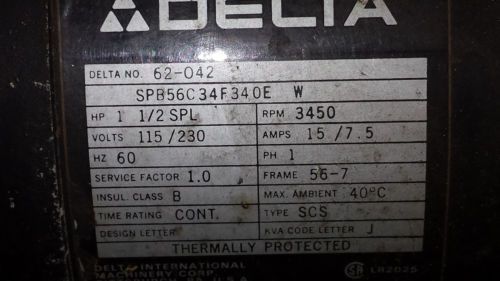 DELTA
DELTA NO. 62-042
SPB56C34F340E W
HP 1 1/2 SPL RPM 3450
VOLTS 115/230 AMPS 15/7.5
HZ 60 PH 1
SERVICE FACTOR 1.0 FRAME 56-7
INSUL. CLASS B MAX. AMBIENT 40°C
TIME RATING CONT. TYPE SCS
DESIGN LETTER KVA CODE LETTER J
THERMALLY PROTECTED
DELTA INTERNATIONAL
MACHINERY CORP.
U.S.A.
SA LR2025